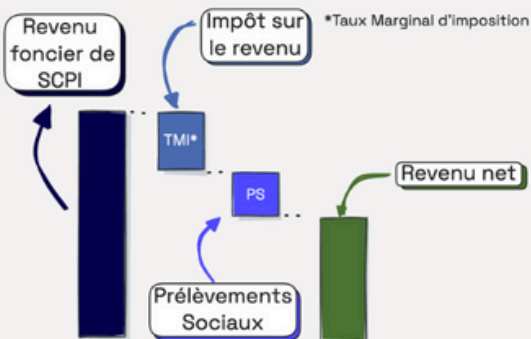 Revenu
foncier de
SCPI
Impôt sur
le revenu
*Taux Marginal d'imposition
TMI*
PS
Revenu net
Prélèvements
Sociaux